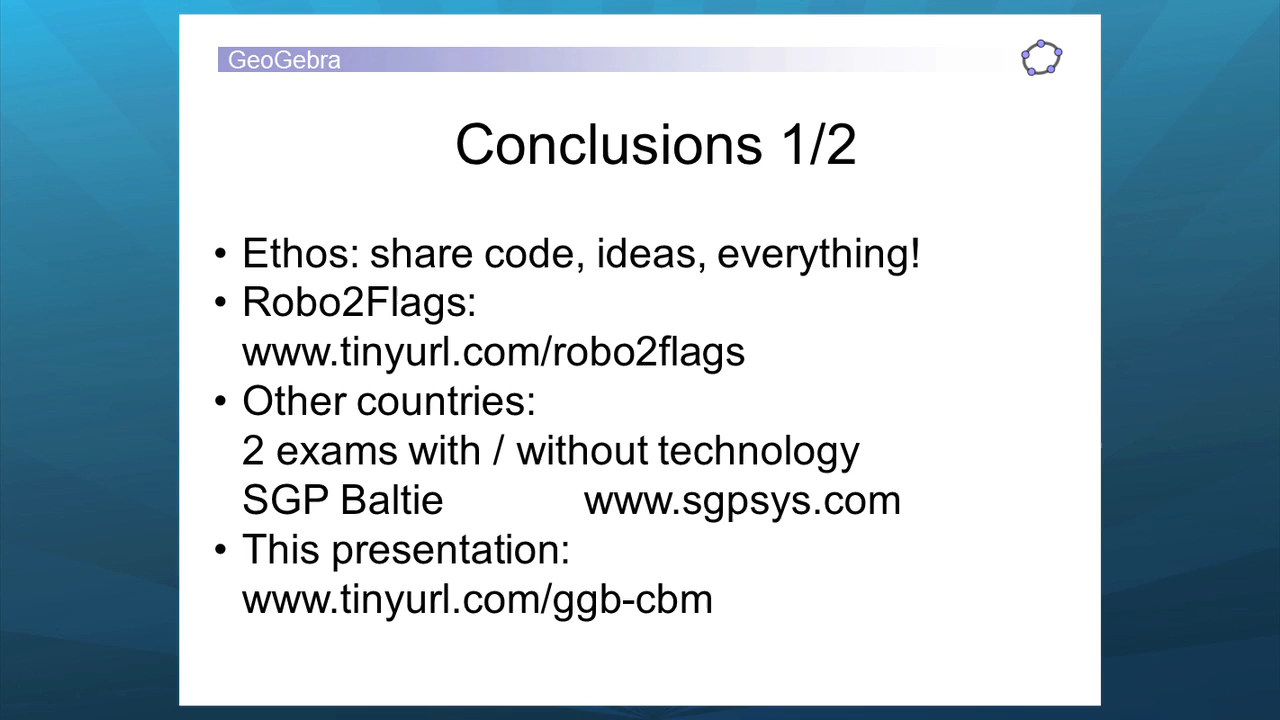 GeoGebra
Conclusions 1/2
• Ethos: share code, ideas, everything!
• Robo2Flags:
www.tinyurl.com/robo2flags
• Other countries:
2 exams with / without technology
SGP Baltie www.sgpsys.com
• This presentation:
www.tinyurl.com/ggb-cbm